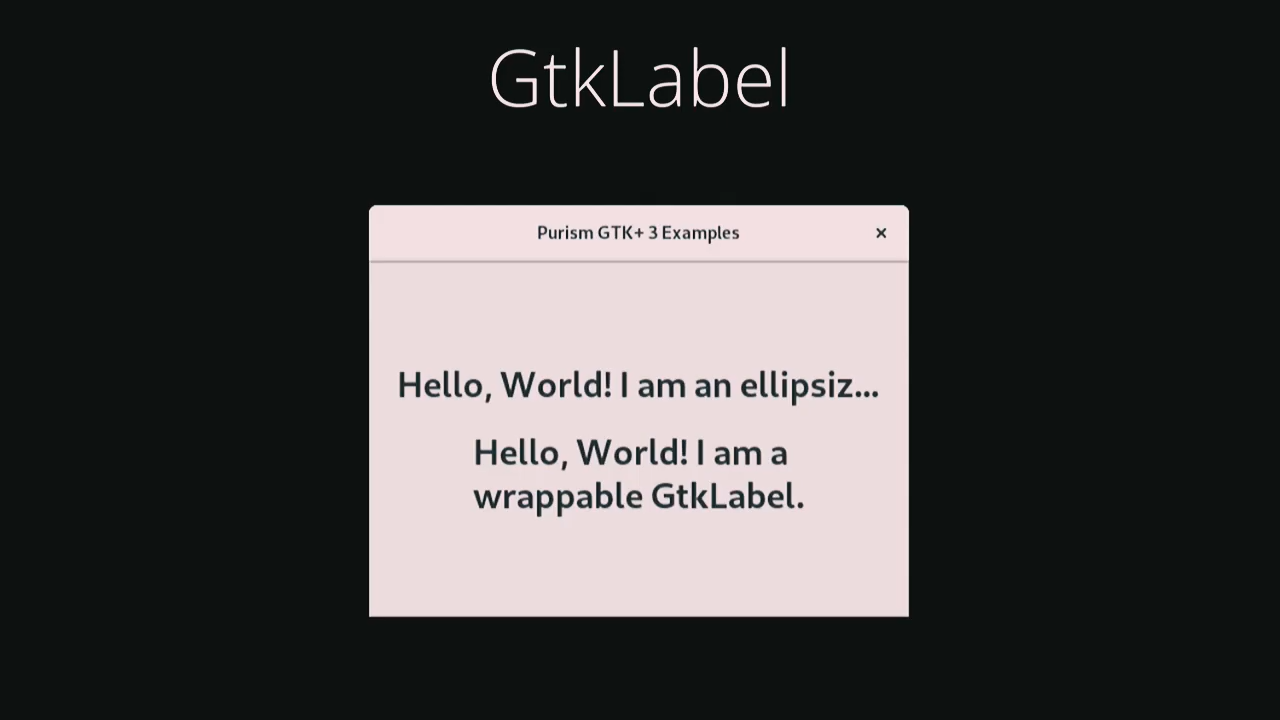 GtkLabel
Purism GTK+ 3 Examples ×
Hello, World! I am an ellipsiz...
Hello, World! I am a
wrappable GtkLabel.